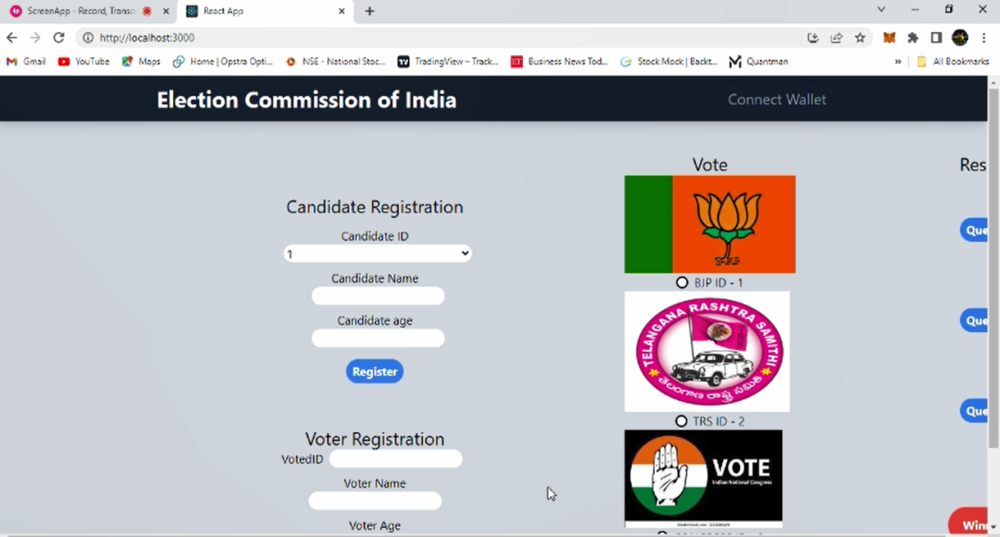 ScreenApp - Record, Transcr
React App
http://localhost:3000
Gmail
YouTube
Maps
Home | Opstra Opti...
NSE - National Stoc...
TradingView – Track...
Business News Tod...
Stock Mock | Backt...
Quantman
»
All Bookmarks
Election Commission of India
Connect Wallet
Candidate Registration
Candidate ID
1
Candidate Name
Candidate age
Register
Voter Registration
VotedID
Voter Name
Voter Age
Vote
BJP ID - 1
TELANGANA RASHTRA SAMITHI
తెలంగాణ రాష్ట్ర సమితి
TRS ID - 2
VOTE
Indian National Congress
Res
Que
Que
Que
Winn